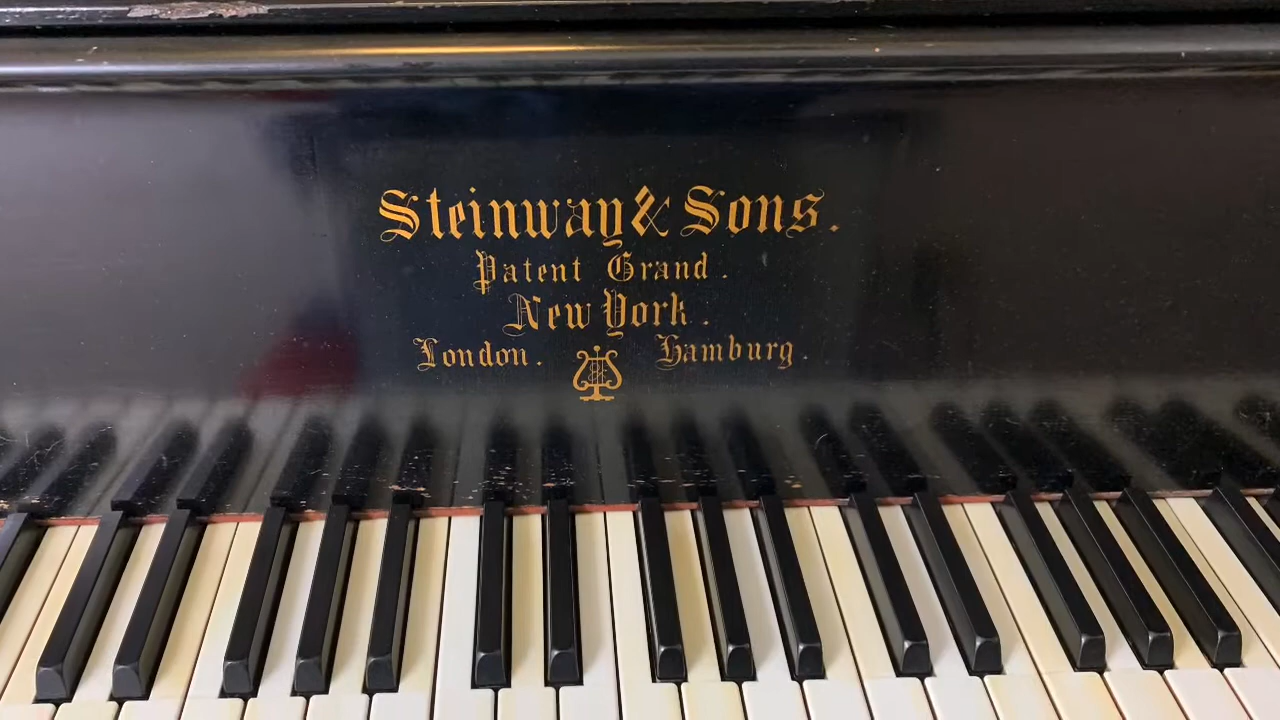 Steinway & Sons.
Patent Grand.
New York.
London. Hamburg.